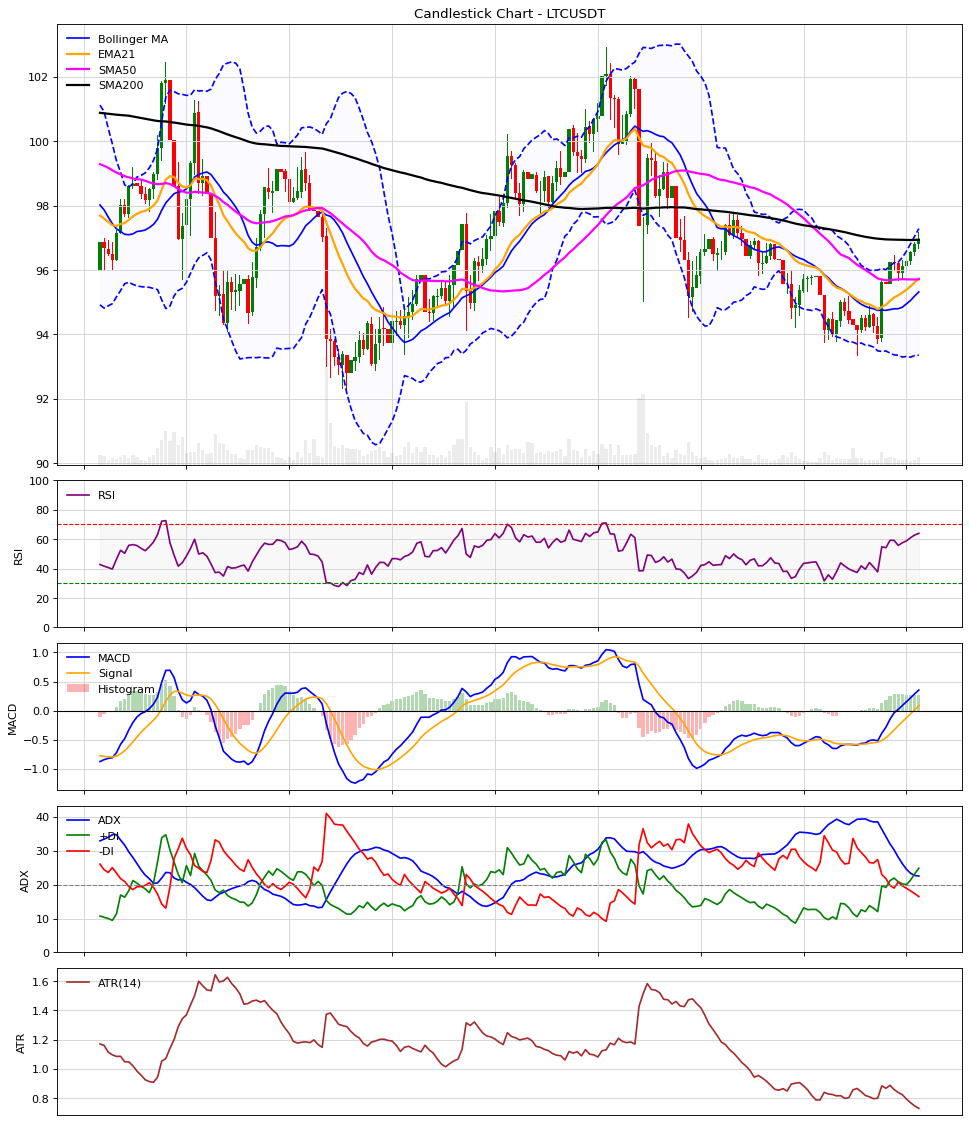 Candlestick Chart - LTCUSDT
Bollinger MA
EMA21
SMA50
SMA200
102
100
98
96
94
92
90
RSI
RSI
100
80
60
40
20
0
MACD
MACD
Signal
Histogram
1.0
0.5
0.0
−0.5
−1.0
ADX
ADX
+DI
-DI
40
30
20
10
0
ATR
ATR(14)
1.6
1.4
1.2
1.0
0.8